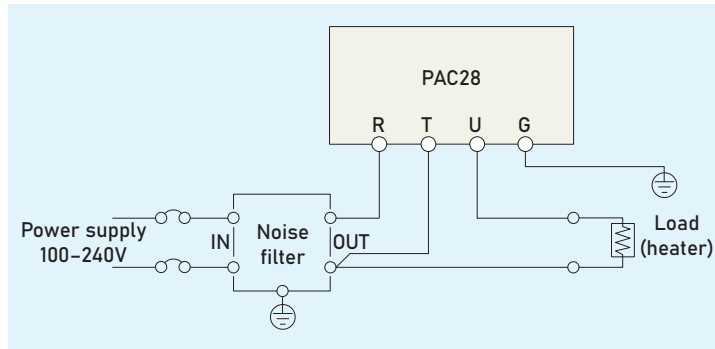 PAC28
R T U G
Power supply
100–240V
IN
Noise
filter
OUT
Load
(heater)